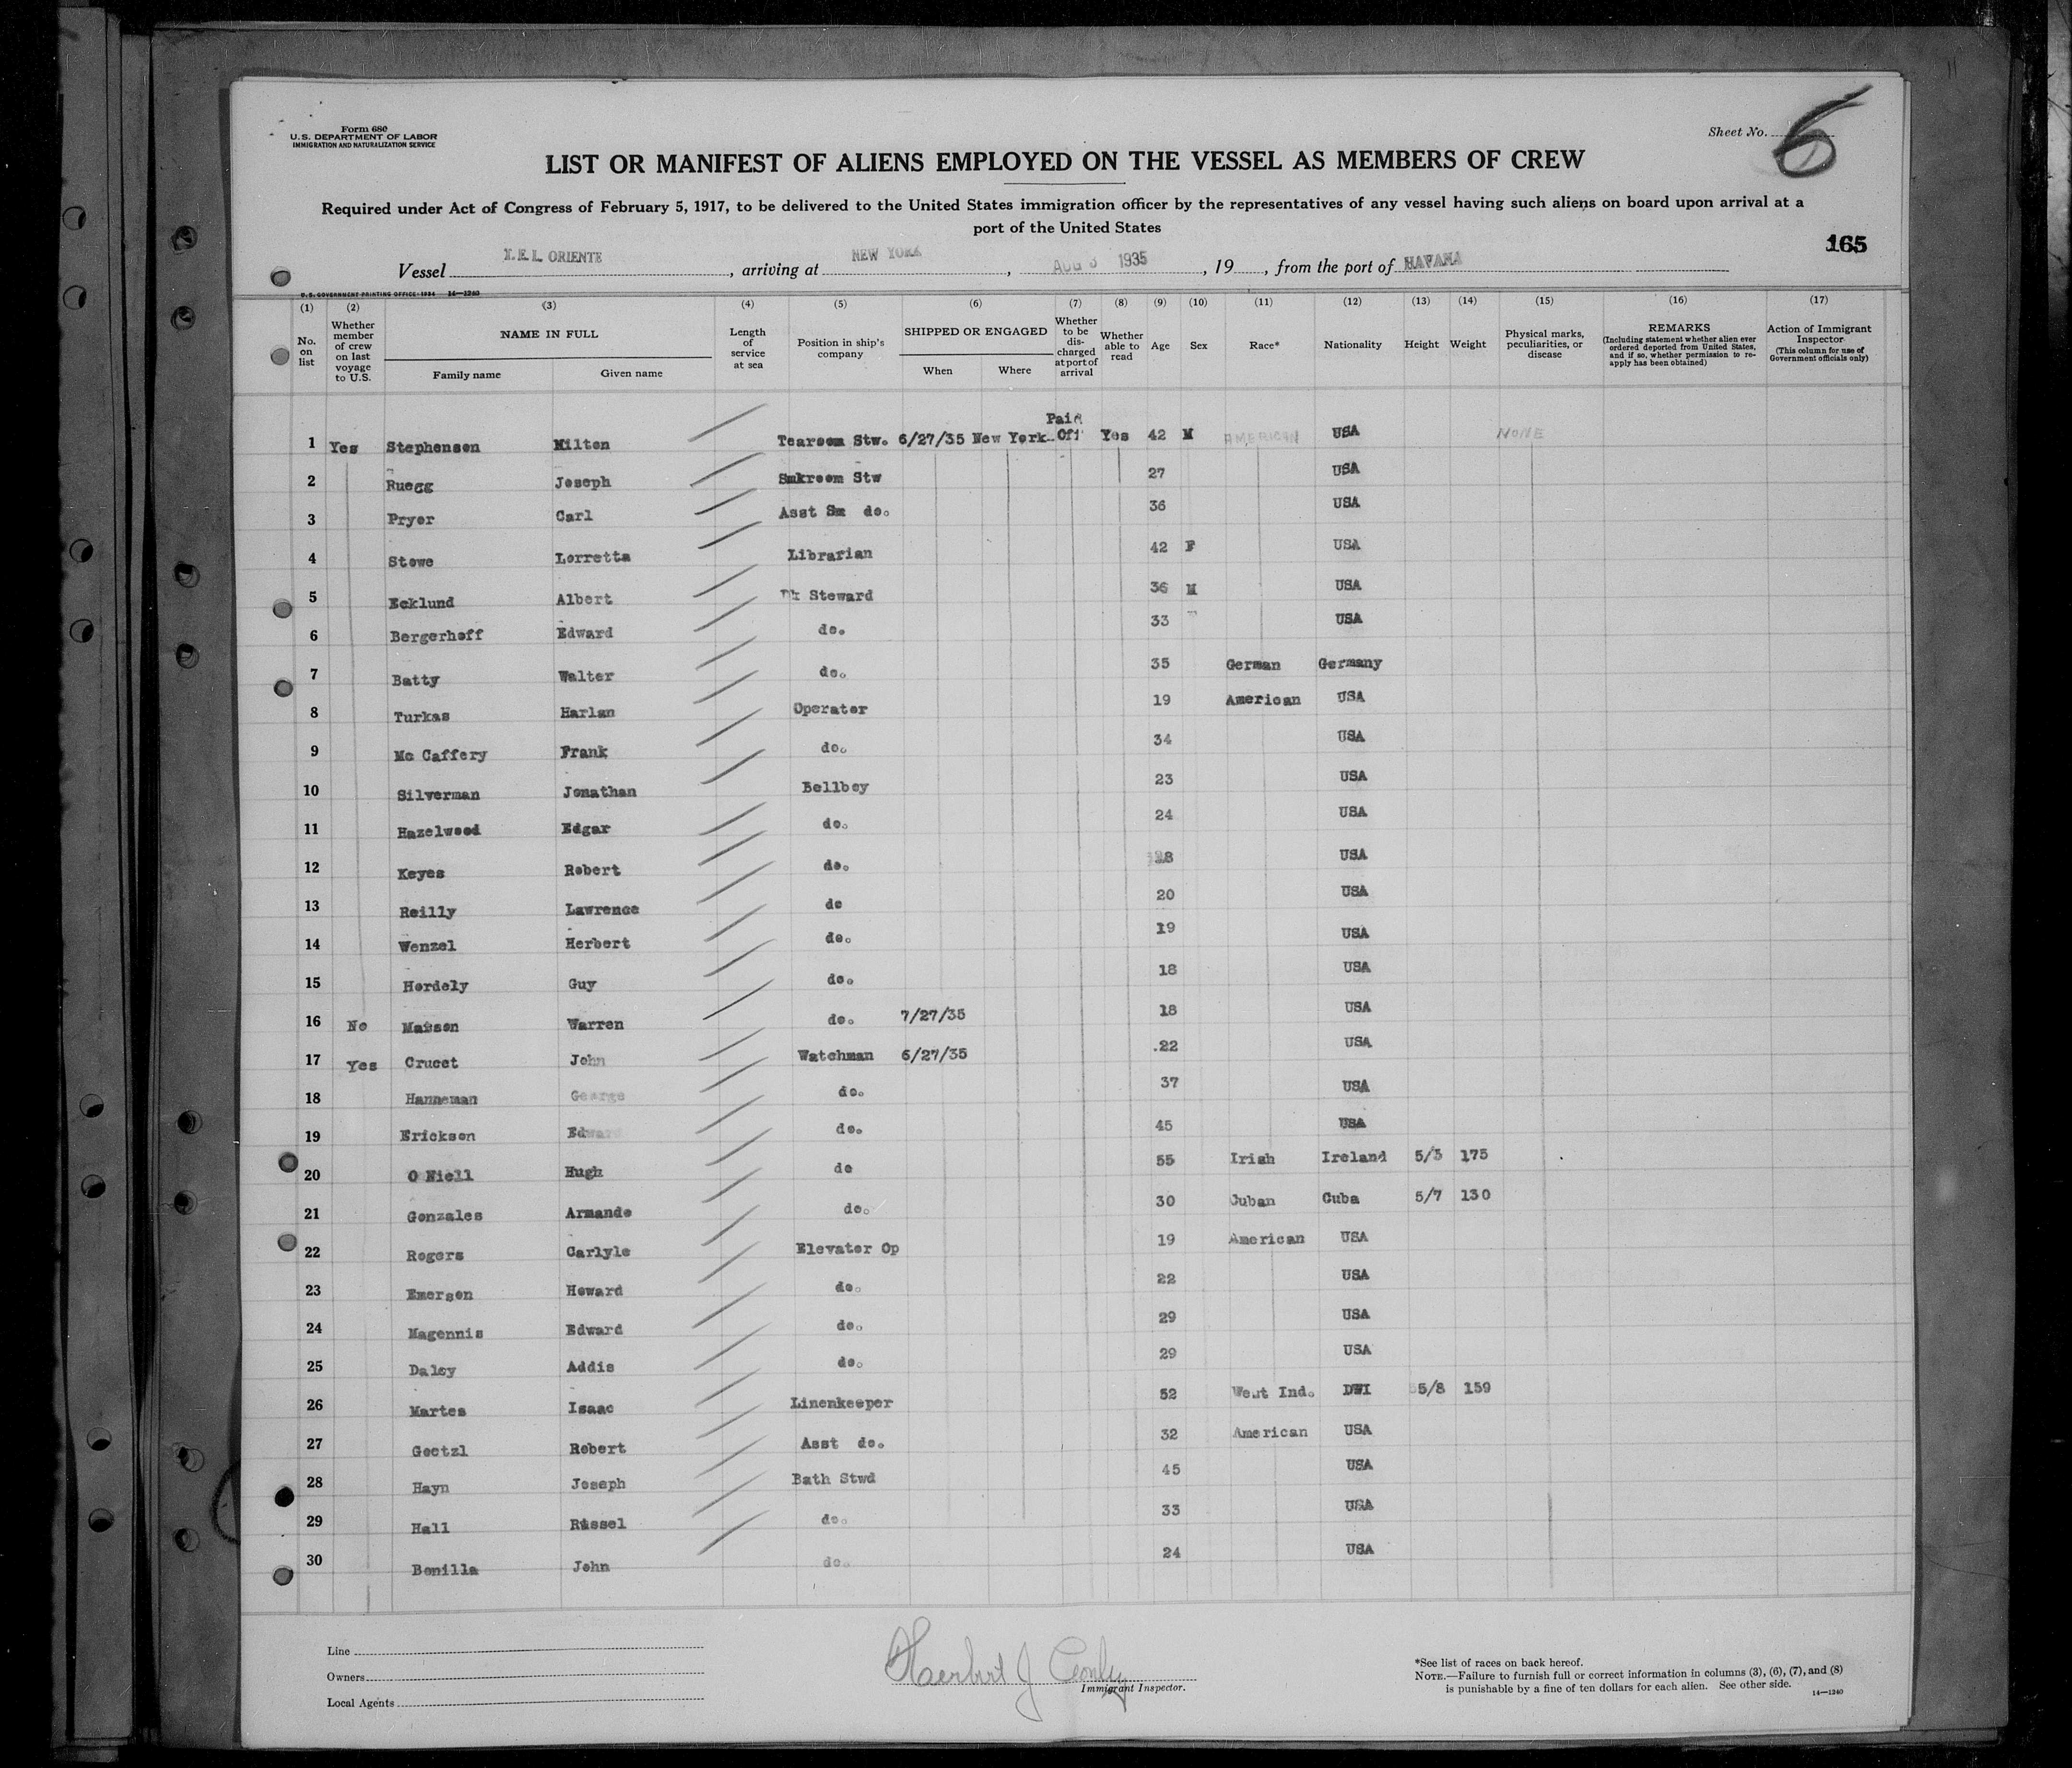 Form 680
U.S. DEPARTMENT OF LABOR
IMMIGRATION AND NATURALIZATION SERVICE
Sheet No. 6
LIST OR MANIFEST OF ALIENS EMPLOYED ON THE VESSEL AS MEMBERS OF CREW
Required under Act of Congress of February 5, 1917, to be delivered to the United States immigration officer by the representatives of any vessel having such aliens on board upon arrival at a
port of the United States
165
Vessel ORIENTE, arriving at NEW YORK, Aug 1935, 19, from the port of HAVANA
U.S. GOVERNMENT PRINTING OFFICE: 1934 14—1240
(1) (2) (3) (4) (5) (6) (7) (8) (9) (10) (11) (12) (13) (14) (15) (16) (17)
No. on list Whether member of crew on last voyage to U.S. NAME IN FULL Family name Given name Length of service at sea Position in ship's company SHIPPED OR ENGAGED When Where Whether to be discharged at port of arrival Whether able to read Age Sex Race* Nationality Height Weight Physical marks, peculiarities, or disease REMARKS (Including statement whether alien ever ordered deported from United States, and if so, whether permission to reapply has been obtained) Action of Immigrant Inspector (This column for use of Government officials only)
1 Yes Stephenson Milton Tearoom Stw. 6/27/35 New York Paid Off Yes 42 M AMERICAN USA NONE
2 Ruegg Joseph Smkroom Stw 27 USA
3 Pryor Carl Asst Sm do. 36 USA
4 Stowe Lorretta Librarian 42 F USA
5 Ecklund Albert Dk Steward 36 M USA
6 Bergerhoff Edward do. 33 " USA
7 Batty Walter do. 35 German Germany
8 Turkas Harlan Operator 19 American USA
9 Mc Caffery Frank do. 34 USA
10 Silverman Jonathan Bellboy 23 USA
11 Hazelwood Edgar do. 24 USA
12 Keyes Robert do. USA
13 Reilly Lawrence do 20 USA
14 Wenzel Herbert do. 19 USA
15 Hordely Guy do. 18 USA
16 No Warren do. 7/27/35 18 USA
17 Yes Crucet John Watchman 6/27/35 22 USA
18 Hanneman George do. 37 USA
19 Erickson Edward do. 45 USA
20 O Niell Hugh do 55 Irish Ireland 5/5 175
21 Gonzales Armando do. 30 Cuban Cuba 5/7 130
22 Rogers Carlyle Elevator Op 19 American USA
23 Emerson Howard do. 22 USA
24 Magennis Edward do. 29 USA
25 Daley Addis do. 29 USA
26 Martes Isaac Linenkeeper 52 West Ind. DWI 5/8 159
27 Goetzl Robert Asst do. 32 American USA
28 Hayn Joseph Bath Stwd 45 USA
29 Hall Russel do. 33 USA
30 Bonilla John do. 24 USA
Line
Owners
Local Agents
Herbert J
Immigrant Inspector.
*See list of races on back hereof.
NOTE.—Failure to furnish full or correct information in columns (3), (6), (7), and (8)
is punishable by a fine of ten dollars for each alien. See other side.
14—1240